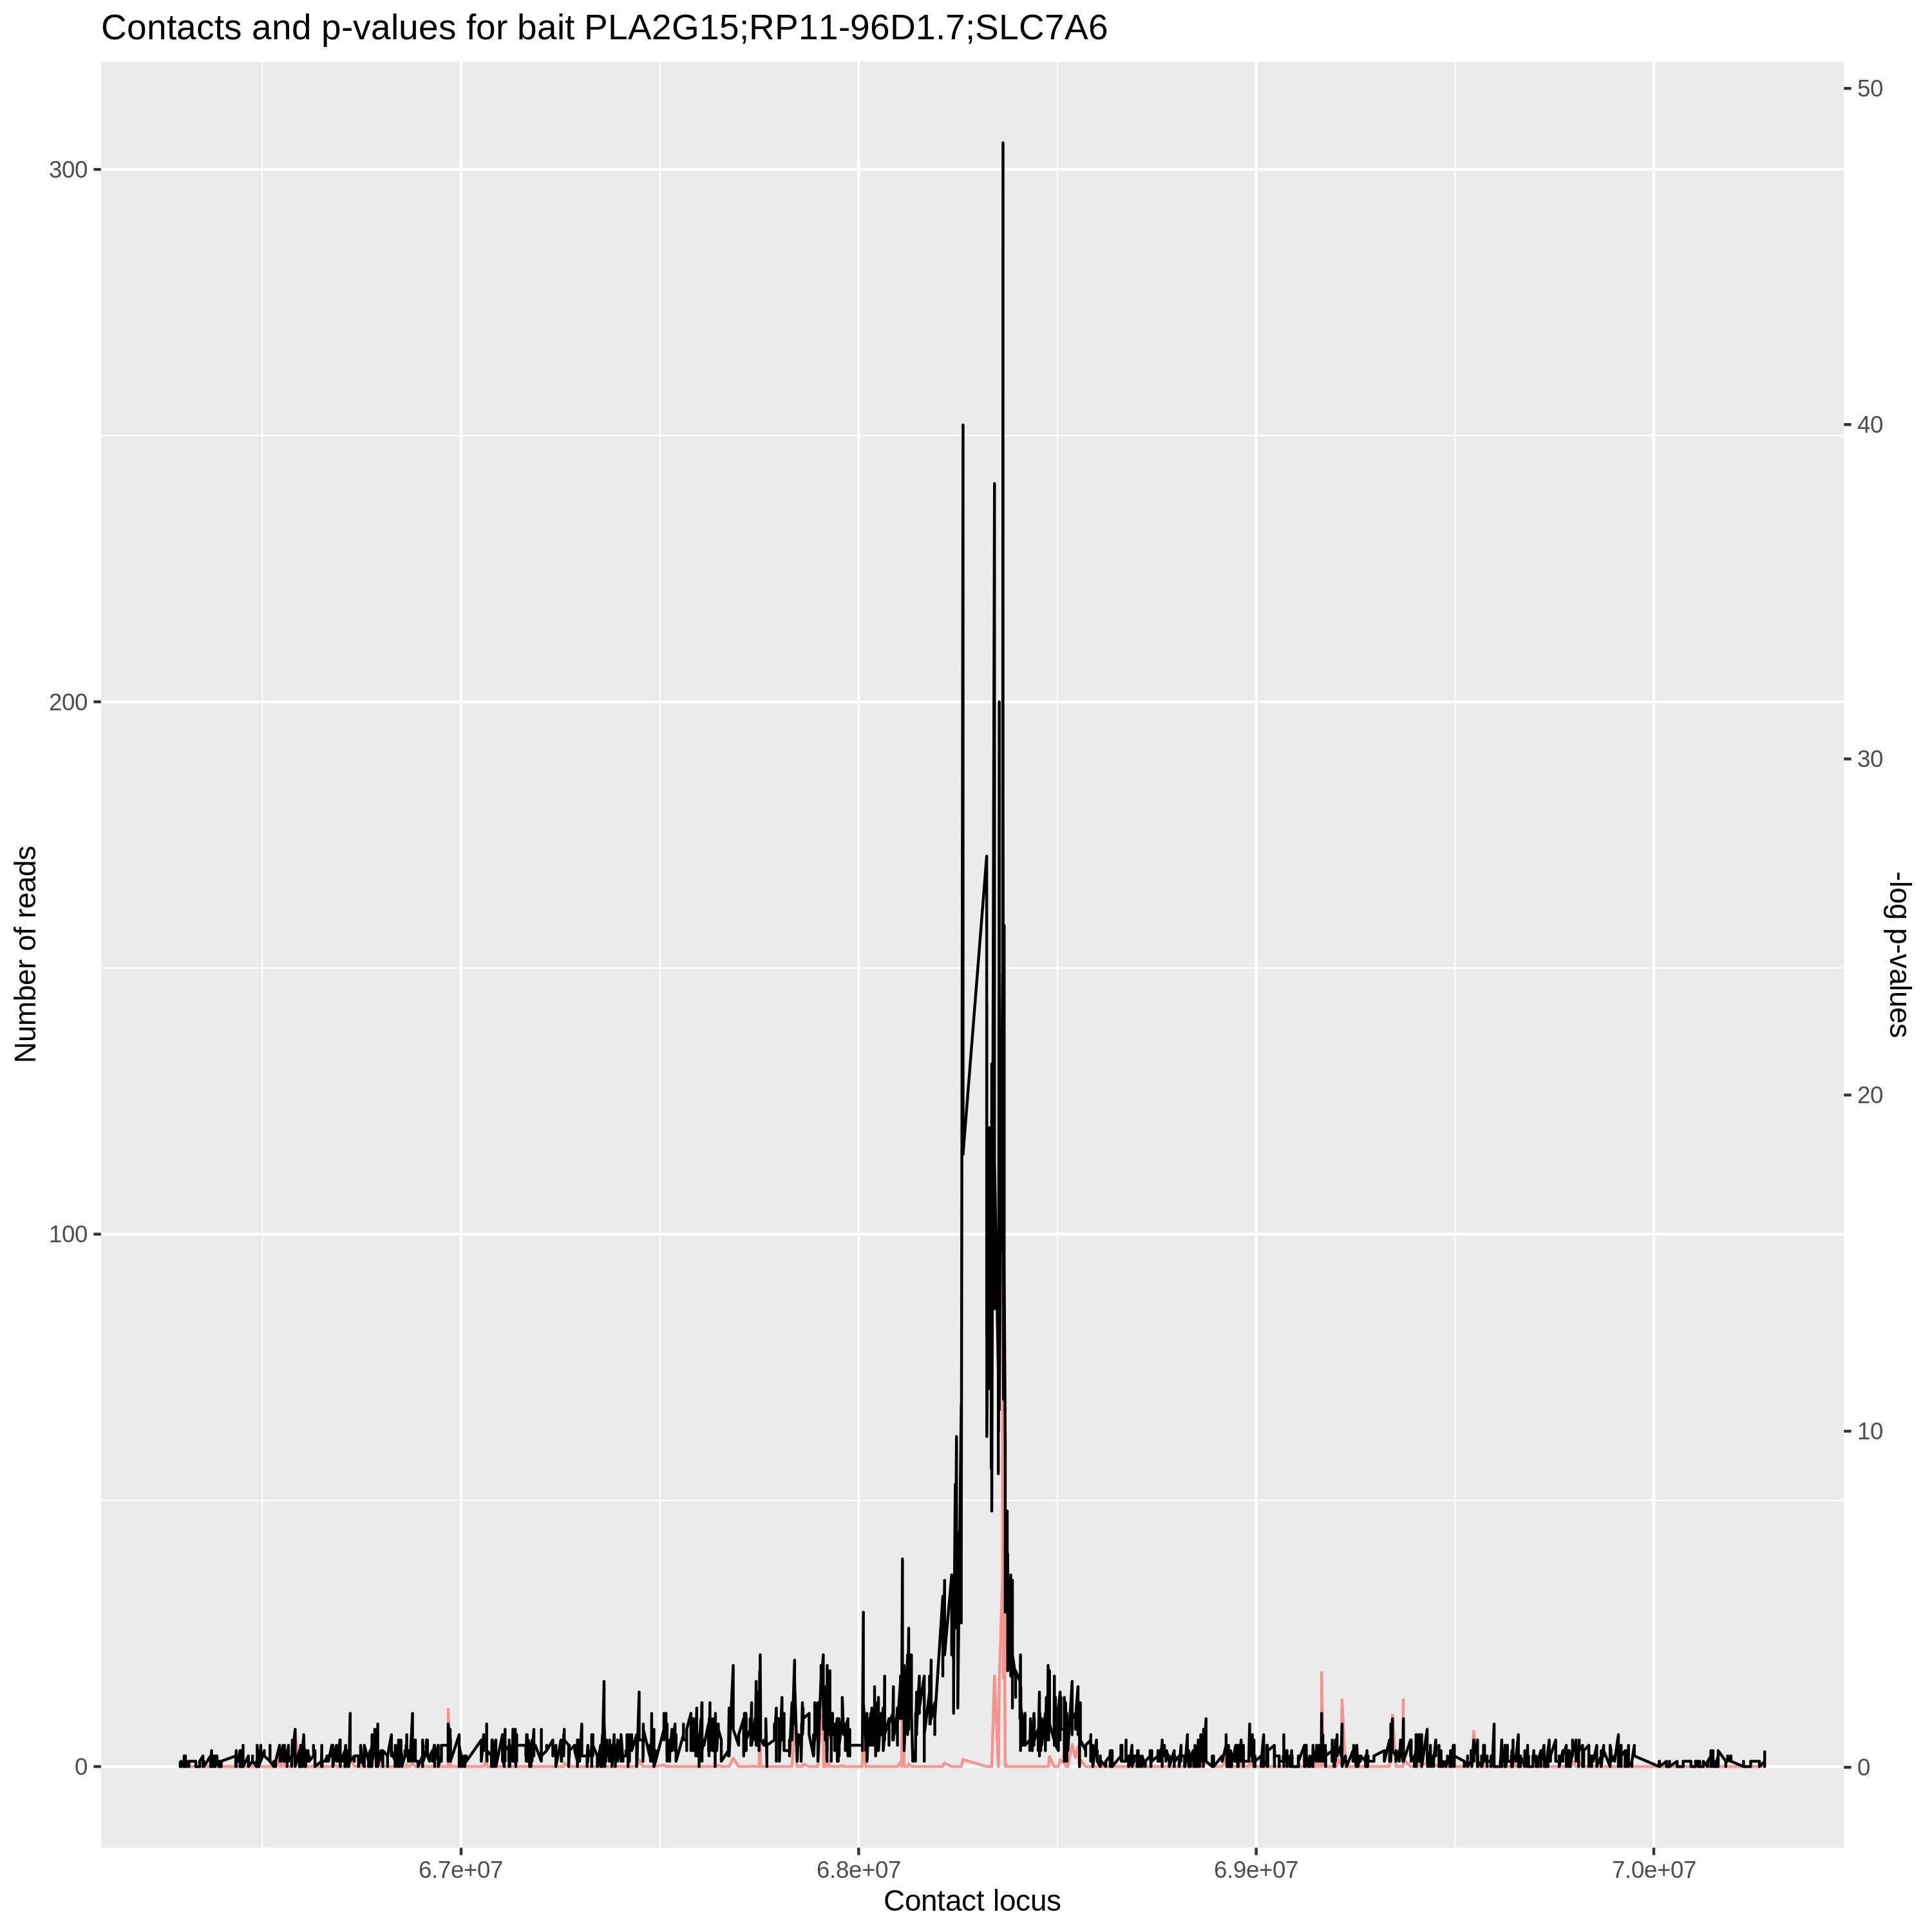 Contacts and p-values for bait PLA2G15;RP11-96D1.7;SLC7A6
Number of reads
300
200
100
0
50
40
30
20
10
0
-log p-values
6.7e+07
6.8e+07
6.9e+07
7.0e+07
Contact locus